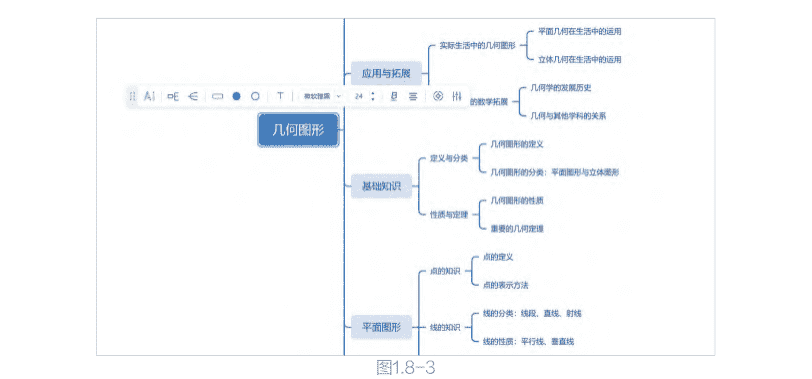 平面几何在生活中的运用
实际生活中的几何图形
立体几何在生活中的运用
应用与拓展
几何学的发展历史
AI
T
微软雅黑
24
的数学拓展
几何与其他学科的关系
几何图形
几何图形的定义
定义与分类
几何图形的分类：平面图形与立体图形
基础知识
几何图形的性质
性质与定理
重要的几何定理
点的定义
点的知识
点的表示方法
线的分类：线段、直线、射线
平面图形
线的知识
线的性质：平行线、垂直线
图1.8-3